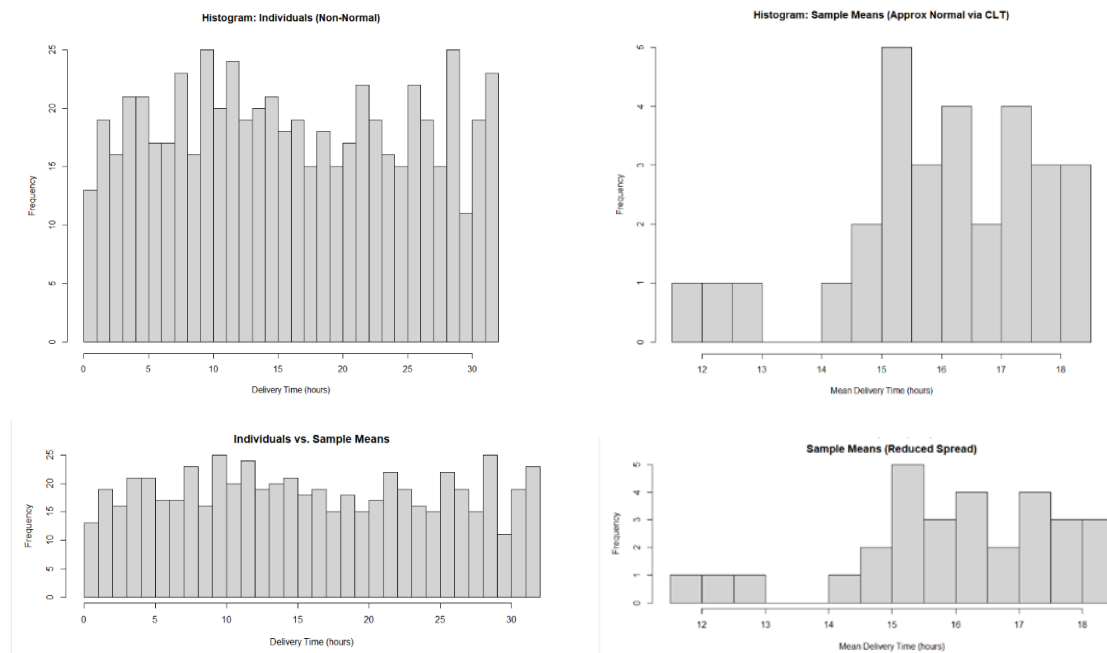 Histogram: Individuals (Non-Normal)
25
20
15
10
5
0
Frequency
0 5 10 15 20 25 30
Delivery Time (hours)
Histogram: Sample Means (Approx Normal via CLT)
5
4
3
2
1
0
Frequency
12 13 14 15 16 17 18
Mean Delivery Time (hours)
Individuals vs. Sample Means
25
20
15
10
5
0
Frequency
0 5 10 15 20 25 30
Delivery Time (hours)
Sample Means (Reduced Spread)
5
4
3
2
1
0
Frequency
12 13 14 15 16 17 18
Mean Delivery Time (hours)